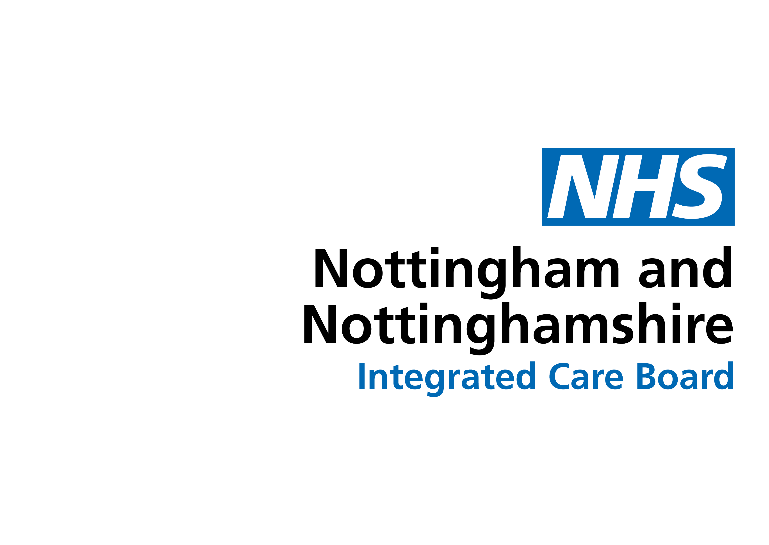 NHS
Nottingham and
Nottinghamshire
Integrated Care Board